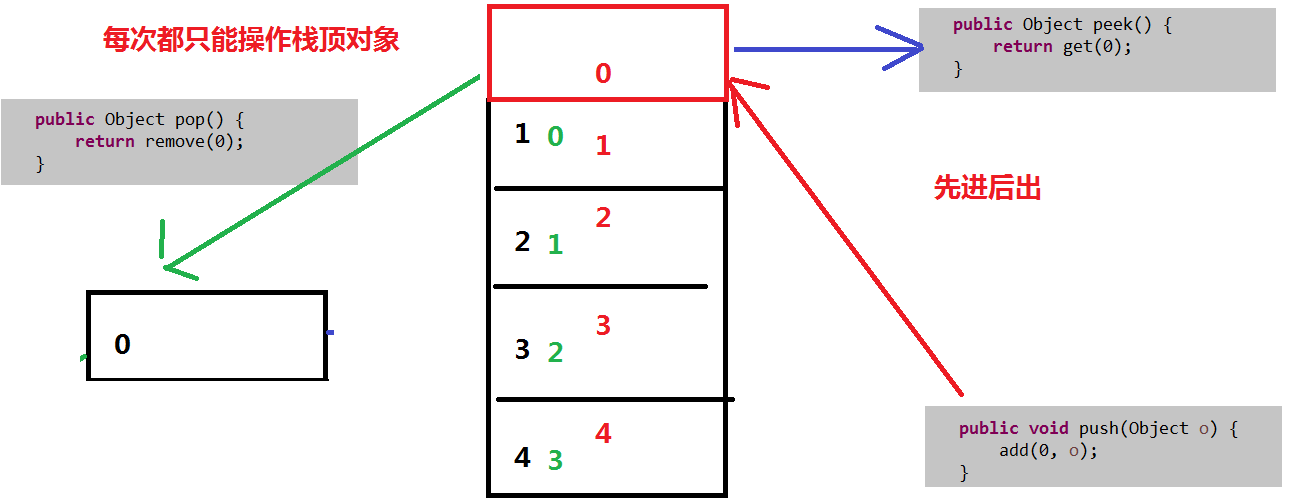 每次都只能操作栈顶对象
public Object pop() {
return remove(0);
}
0
0
1 0 1
2 1 2
3 2 3
4 3 4
public Object peek() {
return get(0);
}
先进后出
public void push(Object o) {
add(0, o);
}